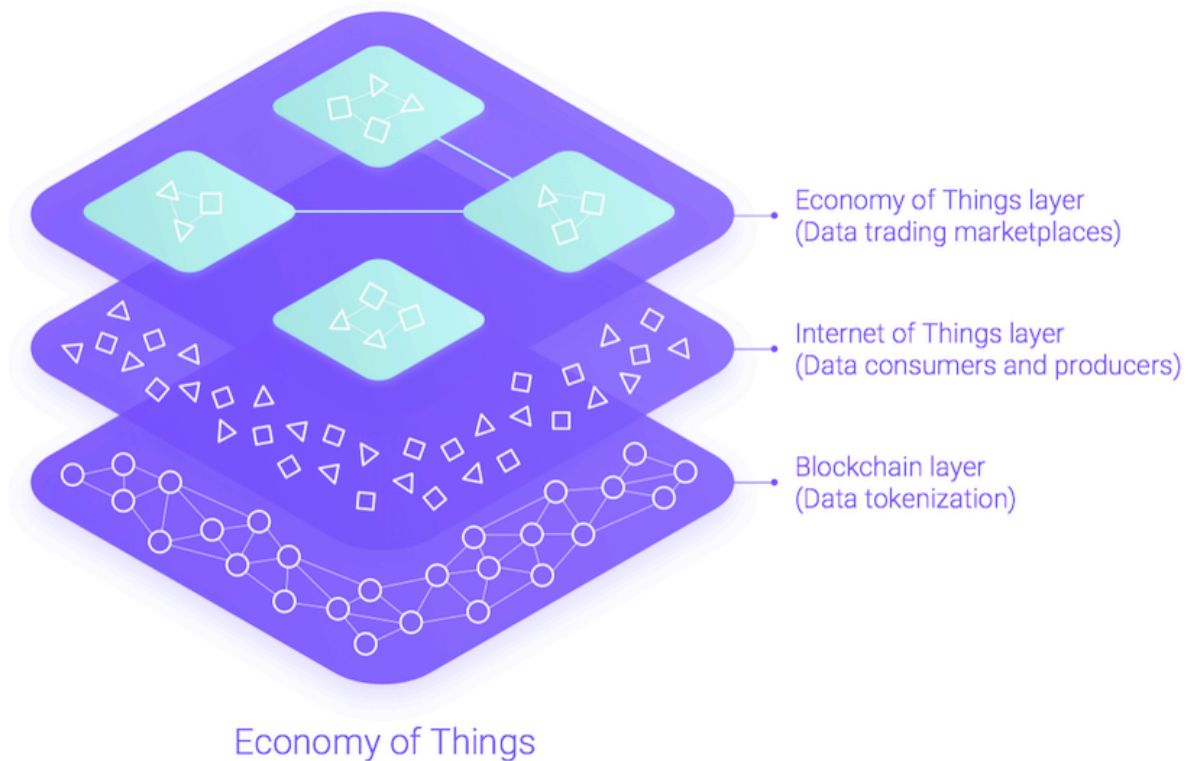 Economy of Things layer
(Data trading marketplaces)
Internet of Things layer
(Data consumers and producers)
Blockchain layer
(Data tokenization)
Economy of Things